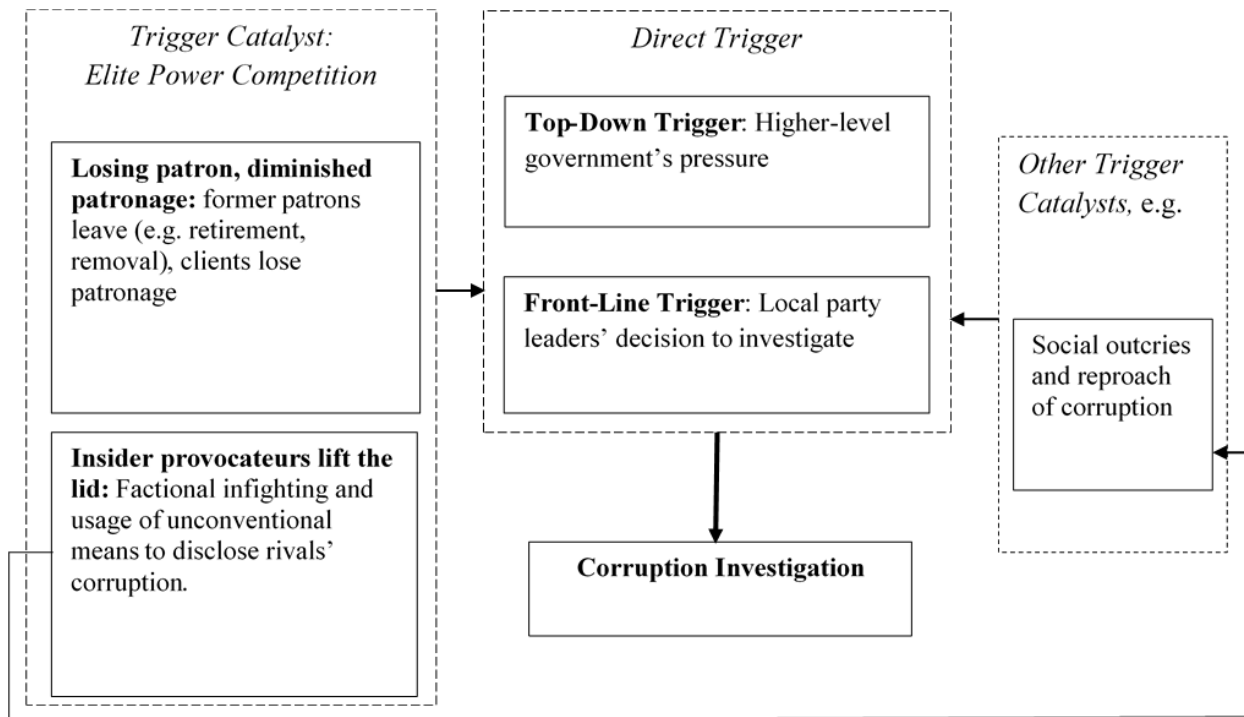 Trigger Catalyst:
Elite Power Competition
Losing patron, diminished
patronage: former patrons
leave (e.g. retirement,
removal), clients lose
patronage
Insider provocateurs lift the
lid: Factional infighting and
usage of unconventional
means to disclose rivals’
corruption.
Direct Trigger
Top-Down Trigger: Higher-level
government’s pressure
Front-Line Trigger: Local party
leaders’ decision to investigate
Corruption Investigation
Other Trigger
Catalysts, e.g.
Social outcries
and reproach
of corruption